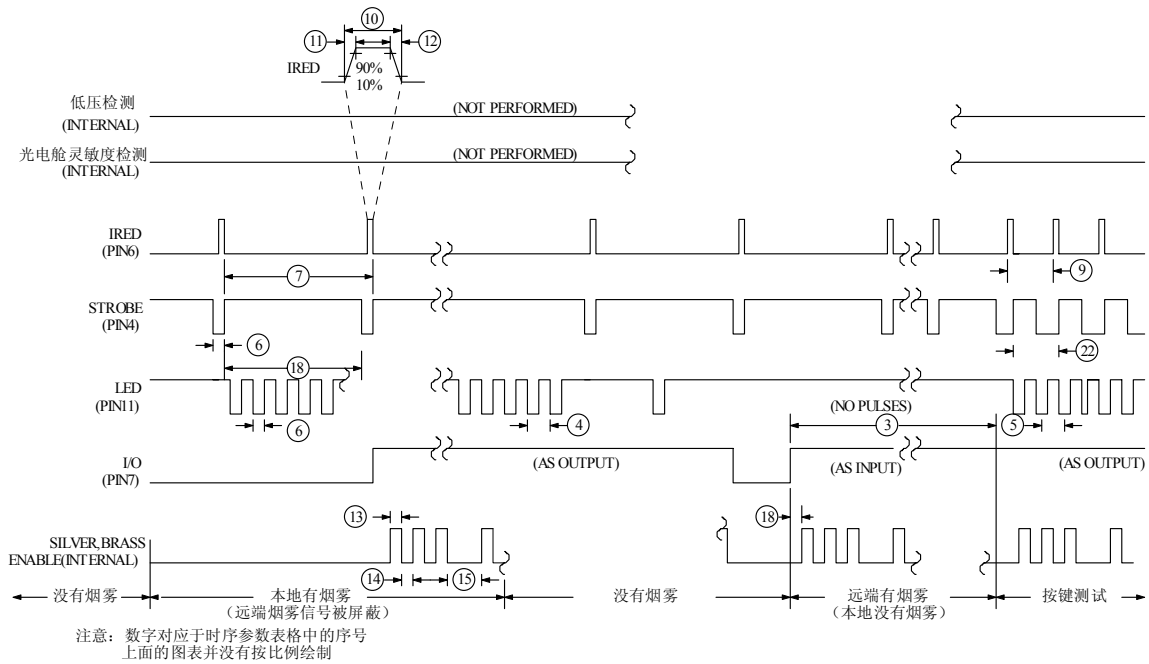 ⑩
⑪ ⑫
IRED 90%
10%
低压检测
(INTERNAL)
(NOT PERFORMED)
光电舱灵敏度检测
(INTERNAL)
(NOT PERFORMED)
IRED
(PIN6)
⑦ ⑨
STROBE
(PIN4)
⑥ ㉒
⑱
LED
(PIN11)
(NO PULSES)
⑥ ④ ③ ⑤
I/O
(PIN7)
(AS OUTPUT) (AS INPUT) (AS OUTPUT)
⑬ ⑱
SILVER,BRASS
ENABLE(INTERNAL)
⑭ ⑮
没有烟雾 本地有烟雾 没有烟雾 远端有烟雾 按键测试
(远端烟雾信号被屏蔽) (本地没有烟雾)
注意：数字对应于时序参数表格中的序号
上面的图表并没有按比例绘制